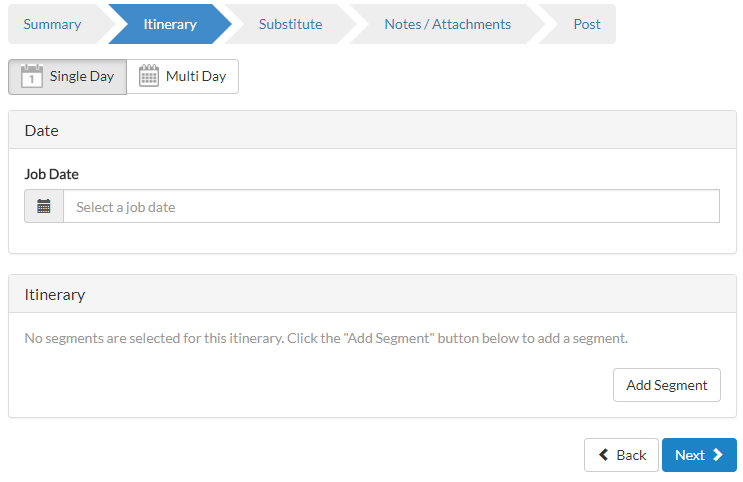 Summary Itinerary Substitute Notes / Attachments Post
1 Single Day Multi Day
Date
Job Date
Select a job date
Itinerary
No segments are selected for this itinerary. Click the "Add Segment" button below to add a segment.
Add Segment
Back Next